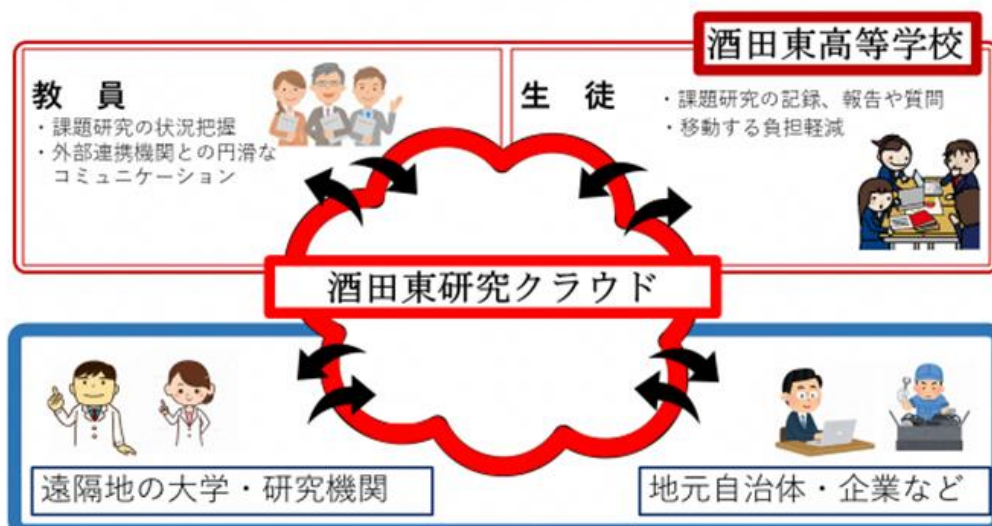 酒田東高等学校
教　員
・課題研究の状況把握
・外部連携機関との円滑な
コミュニケーション
生　徒
・課題研究の記録、報告や質問
・移動する負担軽減
酒田東研究クラウド
遠隔地の大学・研究機関
地元自治体・企業など